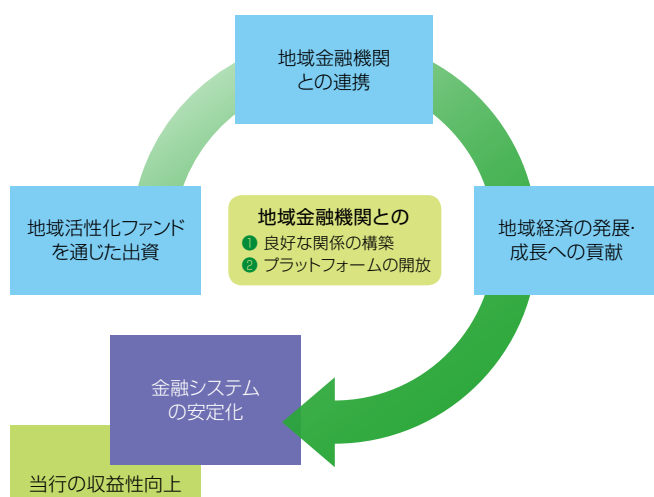 地域金融機関
との連携
地域活性化ファンド
を通じた出資
地域金融機関との
❶ 良好な関係の構築
❷ プラットフォームの開放
地域経済の発展・
成長への貢献
金融システム
の安定化
当行の収益性向上